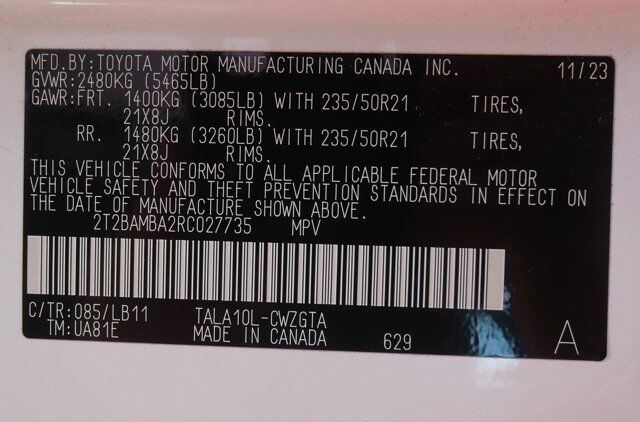 MFD.BY:TOYOTA MOTOR MANUFACTURING CANADA INC. 11/23
GVWR:2480KG (5465LB)
GAWR:FRT. 1400KG (3085LB) WITH 235/50R21 TIRES,
21X8J RIMS.
RR. 1480KG (3260LB) WITH 235/50R21 TIRES,
21X8J RIMS.
THIS VEHICLE CONFORMS TO ALL APPLICABLE FEDERAL MOTOR
VEHICLE SAFETY AND THEFT PREVENTION STANDARDS IN EFFECT ON
THE DATE OF MANUFACTURE SHOWN ABOVE.
2T2BAMBA2RC027735 MPV
C/TR:085/LB11 TALA10L-CWZGTA
TM:UA81E MADE IN CANADA 629 A